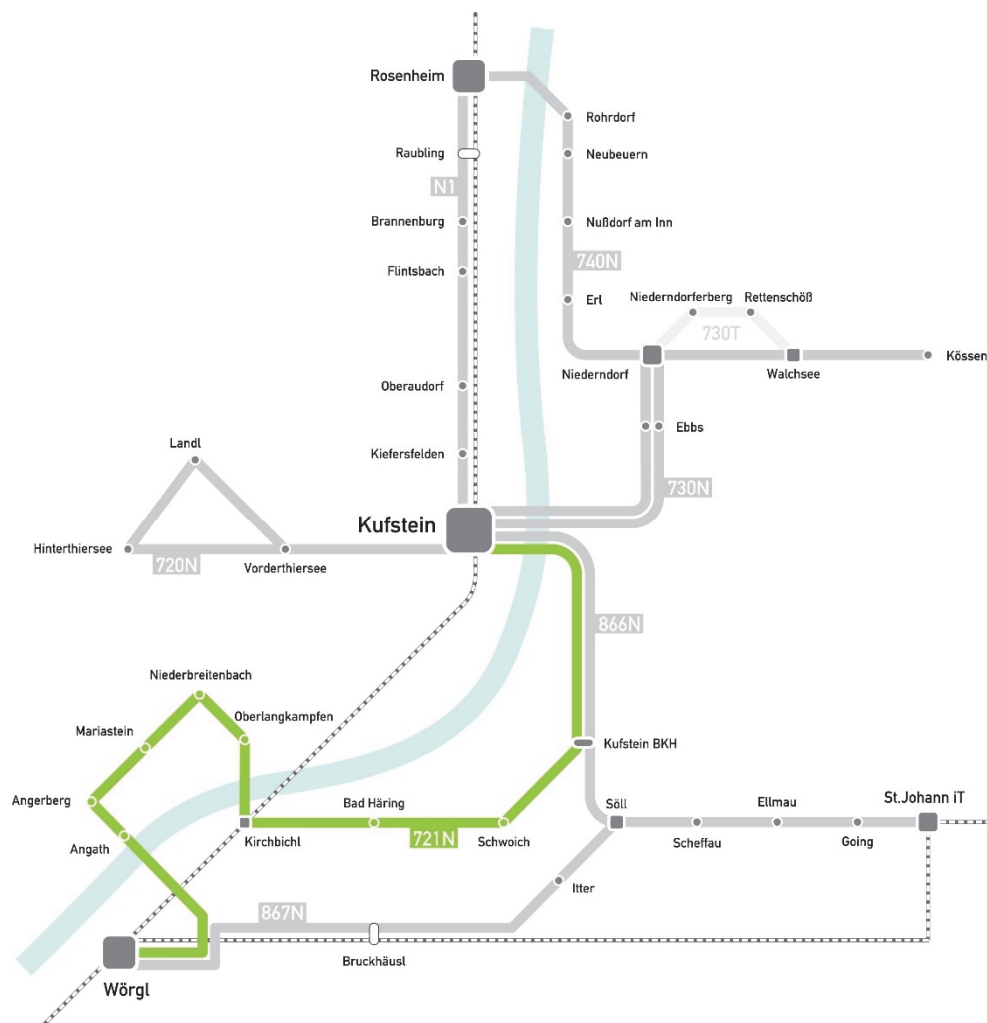 Rosenheim
Rohrdorf
Raubling
Neubeuern
N1
Brannenburg
Nußdorf am Inn
740N
Flintsbach
Erl
Niederndorferberg
Rettenschöß
730T
Niederndorf
Walchsee
Kössen
Oberaudorf
Ebbs
Kiefersfelden
Landl
730N
Kufstein
Hinterthiersee
720N
Vorderthiersee
866N
Niederbreitenbach
Oberlangkampfen
Mariastein
Kufstein BKH
Angerberg
Bad Häring
Söll
Ellmau
St.Johann iT
Angath
Kirchbichl
721N
Schwoich
Scheffau
Going
Itter
867N
Bruckhäusl
Wörgl